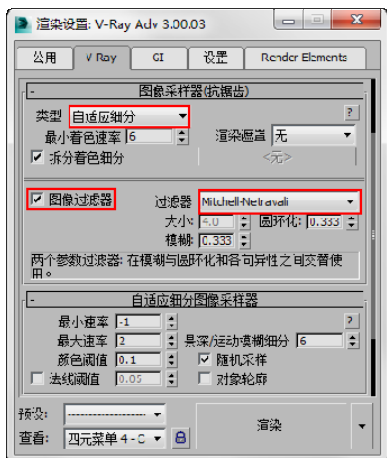 渲染设置: V-Ray Adv 3.00.03
公用 V Ray GI 设置 Render Elements
- 图像采样器(抗锯齿)
类型 自适应细分 ?
最小着色速率 6 渲染遮罩 无
拆分着色细分 <无>
图像过滤器 过滤器 Mitchell-Netravali
大小: 4.0 圆环化: 0.333
模糊: 0.333
两个参数过滤器: 在模嘲与圆环化和各向异性之间交替使
用。
- 自适应细分图像采样器
最小速率 -1 ?
最大速率 2 景深/运动模糊细分 6
颜色阈值 0.1 随机采样
法线阈值 0.05 对象轮廓
预设: --------------------
查看: 四元菜单 4 - C 渲染